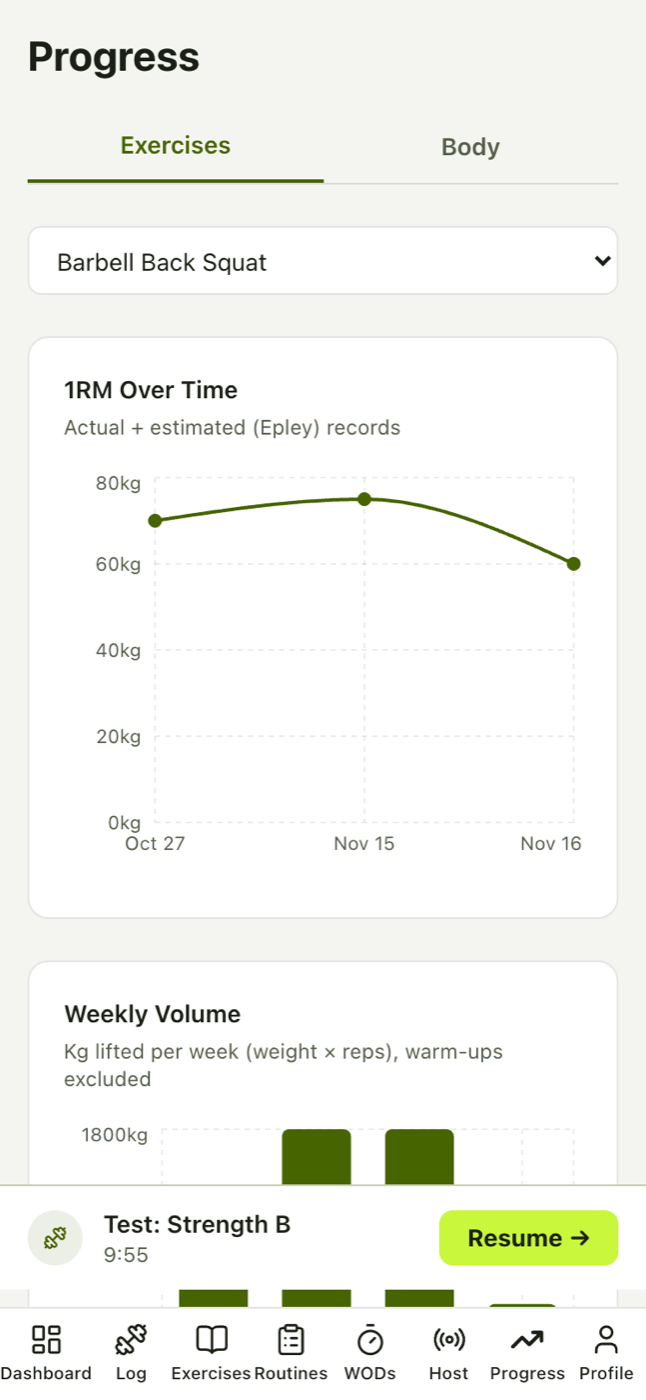 Progress
Exercises
Body
Barbell Back Squat
1RM Over Time
Actual + estimated (Epley) records
80kg
60kg
40kg
20kg
0kg
Oct 27
Nov 15
Nov 16
Weekly Volume
Kg lifted per week (weight × reps), warm-ups
excluded
1800kg
Test: Strength B
9:55
Resume →
Dashboard
Log
Exercises
Routines
WODs
Host
Progress
Profile